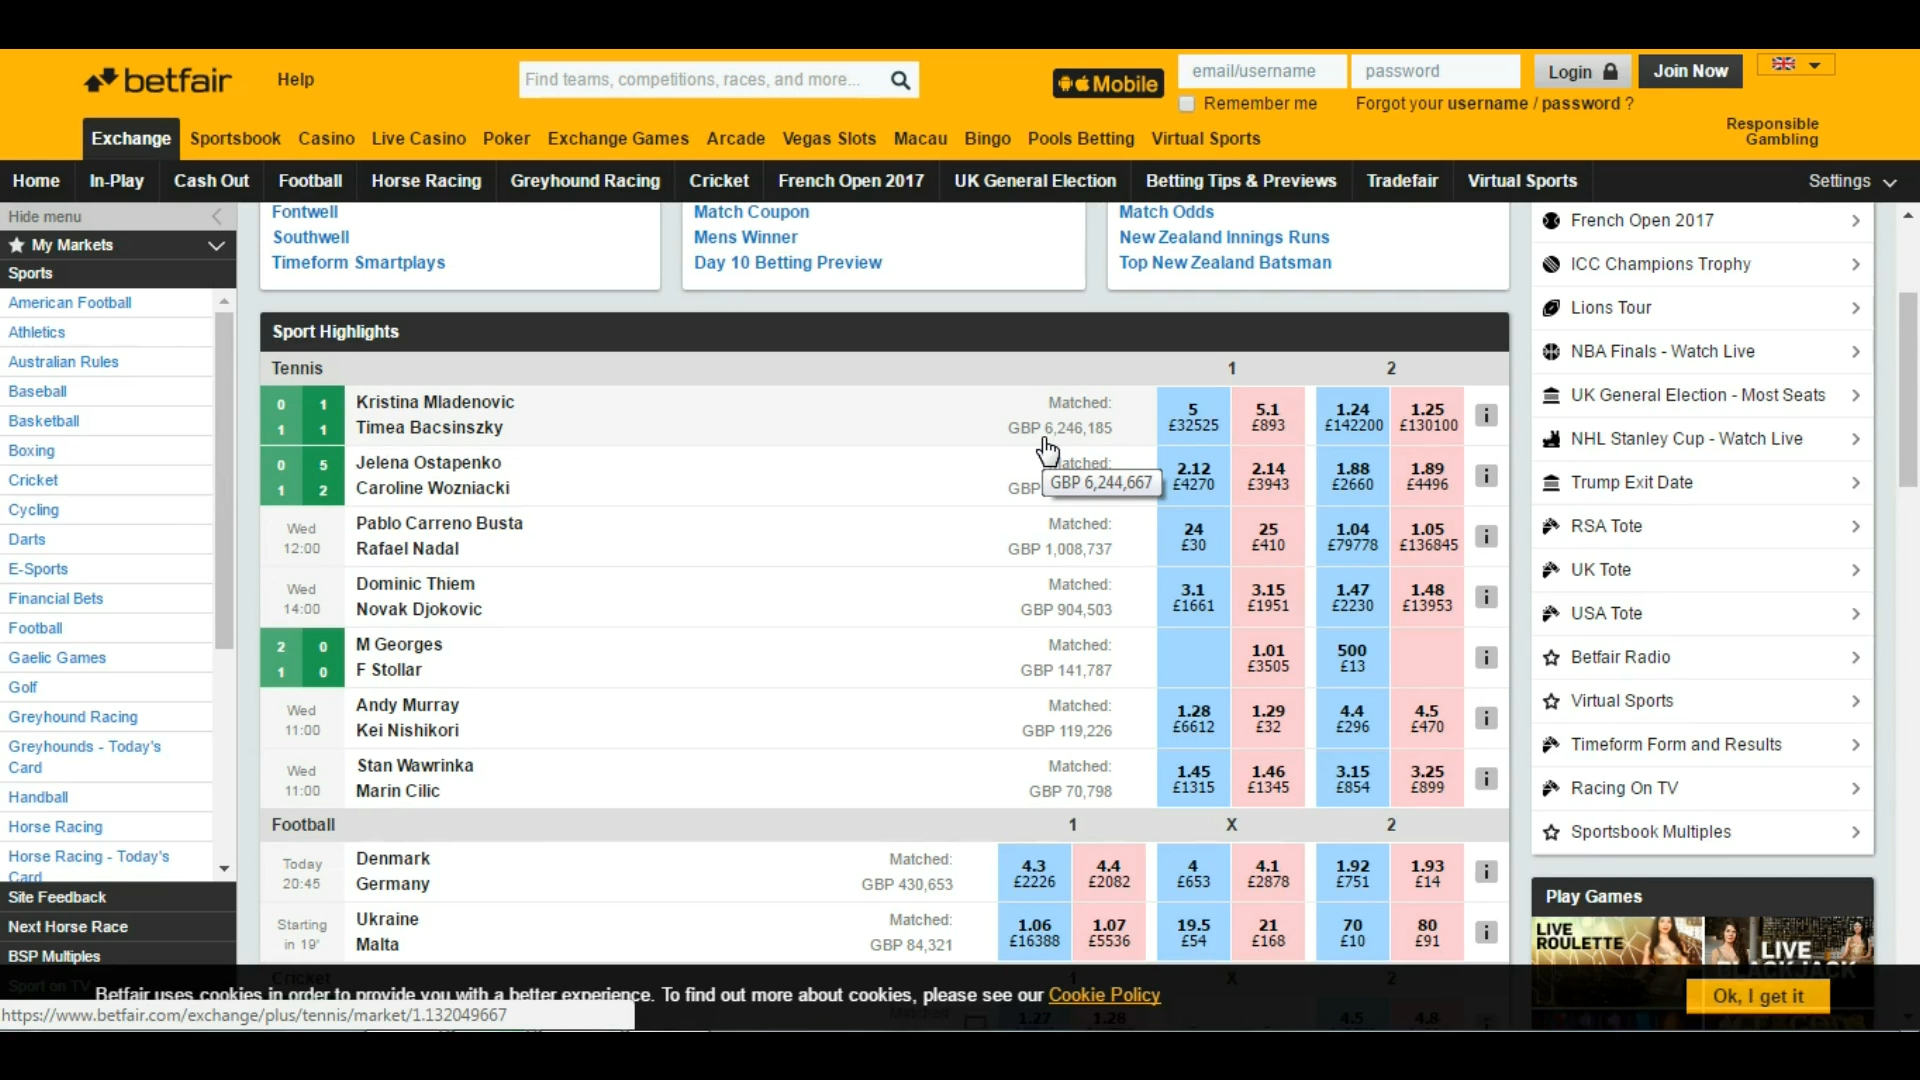 betfair
Help
Find teams, competitions, races, and more...
Mobile
email/username
password
Login
Join Now
Remember me
Forgot your username / password ?
Responsible
Gambling
Exchange Sportsbook Casino Live Casino Poker Exchange Games Arcade Vegas Slots Macau Bingo Pools Betting Virtual Sports
Home In-Play Cash Out Football Horse Racing Greyhound Racing Cricket French Open 2017 UK General Election Betting Tips & Previews Tradefair Virtual Sports Settings
Hide menu
My Markets
Sports
American Football
Athletics
Australian Rules
Baseball
Basketball
Boxing
Cricket
Cycling
Darts
E-Sports
Financial Bets
Football
Gaelic Games
Golf
Greyhound Racing
Greyhounds - Today's
Card
Handball
Horse Racing
Horse Racing - Today's
Card
Site Feedback
Next Horse Race
BSP Multiples
Sport on TV
Fontwell
Southwell
Timeform Smartplays
Match Coupon
Mens Winner
Day 10 Betting Preview
Match Odds
New Zealand Innings Runs
Top New Zealand Batsman
Sport Highlights
Tennis 1 2
0 1 Kristina Mladenovic Matched: 5 5.1 1.24 1.25
1 1 Timea Bacsinszky GBP 6,246,185 £32525 £893 £142200 £130100
0 5 Jelena Ostapenko Matched: 2.12 2.14 1.88 1.89
1 2 Caroline Wozniacki GBP £4270 £3943 £2660 £4496
GBP 6,244,667
Wed Pablo Carreno Busta Matched: 24 25 1.04 1.05
12:00 Rafael Nadal GBP 1,008,737 £30 £410 £79778 £136845
Wed Dominic Thiem Matched: 3.1 3.15 1.47 1.48
14:00 Novak Djokovic GBP 904,503 £1661 £1951 £2230 £13953
2 0 M Georges Matched: 1.01 500
1 0 F Stollar GBP 141,787 £3505 £13
Wed Andy Murray Matched: 1.28 1.29 4.4 4.5
11:00 Kei Nishikori GBP 119,226 £6612 £32 £296 £470
Wed Stan Wawrinka Matched: 1.45 1.46 3.15 3.25
11:00 Marin Cilic GBP 70,798 £1315 £1345 £854 £899
Football 1 X 2
Today Denmark Matched: 4.3 4.4 4 4.1 1.92 1.93
20:45 Germany GBP 430,653 £2226 £2082 £653 £2878 £751 £14
Starting Ukraine Matched: 1.06 1.07 19.5 21 70 80
in 19' Malta GBP 84,321 £16388 £5536 £54 £168 £10 £91
Cricket 1 X 2
Matched 1.27 1.28 4.5 4.8
French Open 2017
ICC Champions Trophy
Lions Tour
NBA Finals - Watch Live
UK General Election - Most Seats
NHL Stanley Cup - Watch Live
Trump Exit Date
RSA Tote
UK Tote
USA Tote
Betfair Radio
Virtual Sports
Timeform Form and Results
Racing On TV
Sportsbook Multiples
Play Games
LIVE
ROULETTE
LIVE
BLACKJACK
Betfair uses cookies in order to provide you with a better experience. To find out more about cookies, please see our Cookie Policy
Ok, I get it
https://www.betfair.com/exchange/plus/tennis/market/1.132049667